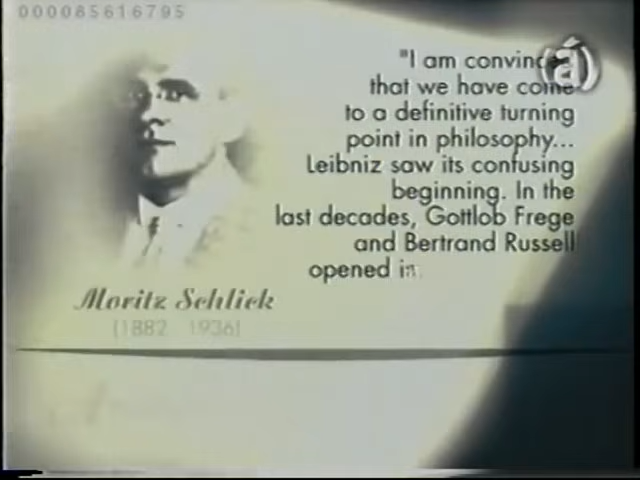 000085616795
"I am convinced
that we have come
to a definitive turning
point in philosophy...
Leibniz saw its confusing
beginning. In the
last decades, Gottlob Frege
and Bertrand Russell
opened
Moritz Schlick
(1882 1936)